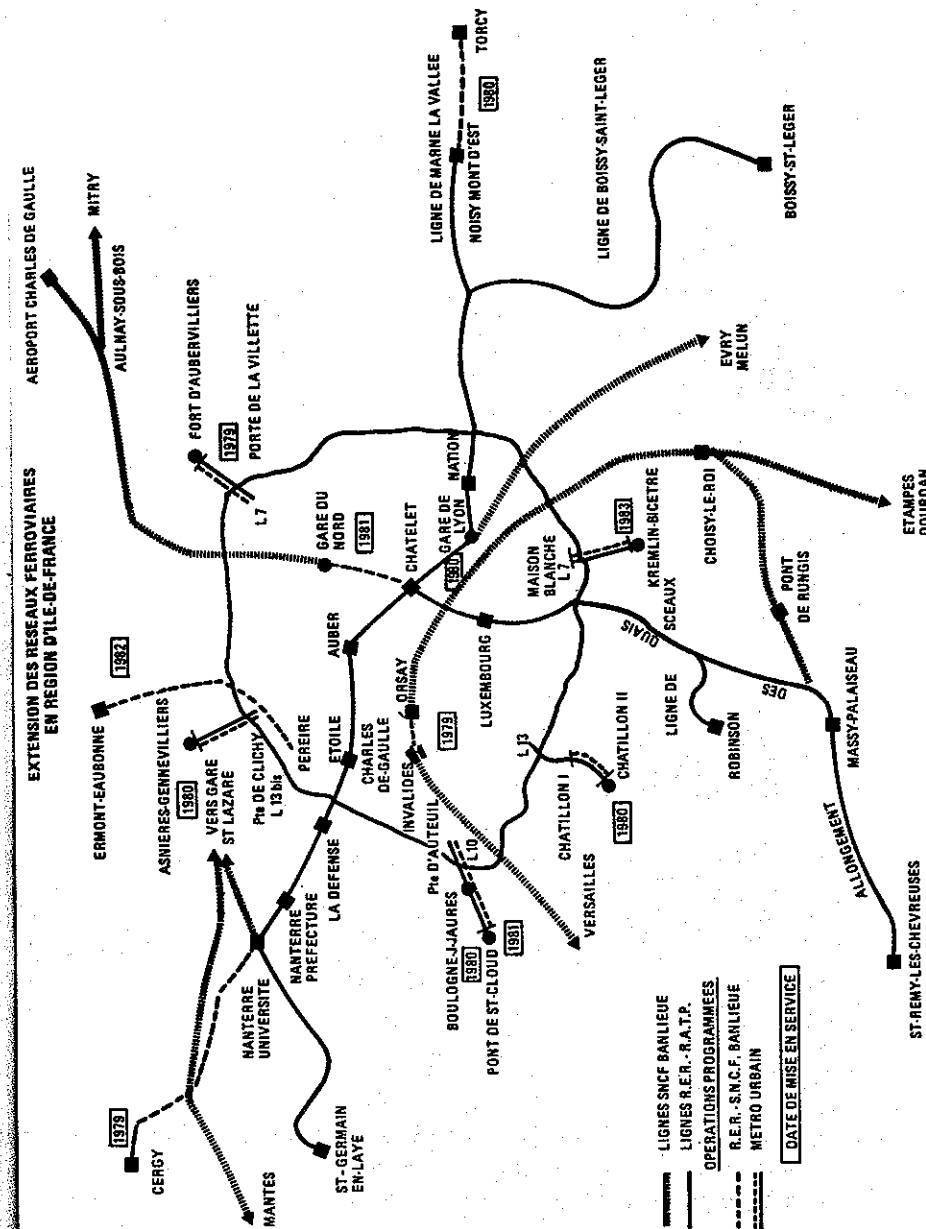 EXTENSION DES RESEAUX FERROVIAIRES
EN REGION D'ILE-DE-FRANCE
AEROPORT CHARLES DE GAULLE
MITRY
AULNAY-SOUS-BOIS
FORT D'AUBERVILLIERS
1979
PORTE DE LA VILLETTE
L7
ERMONT-EAUBONNE
1982
ASNIERES-GENNEVILLIERS
1980
VERS GARE
ST LAZARE
Pte DE CLICHY
L 13 bis
PEREIRE
GARE DU
NORD
1981
CERGY
1979
MANTES
NANTERRE
UNIVERSITE
NANTERRE
PREFECTURE
LA DEFENSE
ETOILE
CHARLES
DE-GAULLE
AUBER
CHATELET
GARE DE
LYON
1980
NATION
LIGNE DE MARNE LA VALLEE
NOISY MONT D'EST
1980
TORCY
ST-GERMAIN
EN-LAYE
INVALIDES
ORSAY
1979
LUXEMBOURG
Pte D'AUTEUIL
L10
BOULOGNE-J-JAURES
1980
PONT DE ST-CLOUD
1981
VERSAILLES
L 13
CHATILLON I
CHATILLON II
1980
MAISON
BLANCHE
L7
1983
KREMLIN-BICETRE
LIGNE DE BOISSY-SAINT-LEGER
BOISSY-ST-LEGER
EVRY
MELUN
CHOISY-LE-ROI
ETAMPES
DOURDAN
PONT
DE RUNGIS
LIGNE DE
SCEAUX
ROBINSON
MASSY-PALAISEAU
ALLONGEMENT
DES
QUAIS
ST-REMY-LES-CHEVREUSES
LIGNES SNCF BANLIEUE
LIGNES R.E.R.-R.A.T.P.
OPERATIONS PROGRAMMEES
R.E.R.-S.N.C.F. BANLIEUE
METRO URBAIN
DATE DE MISE EN SERVICE